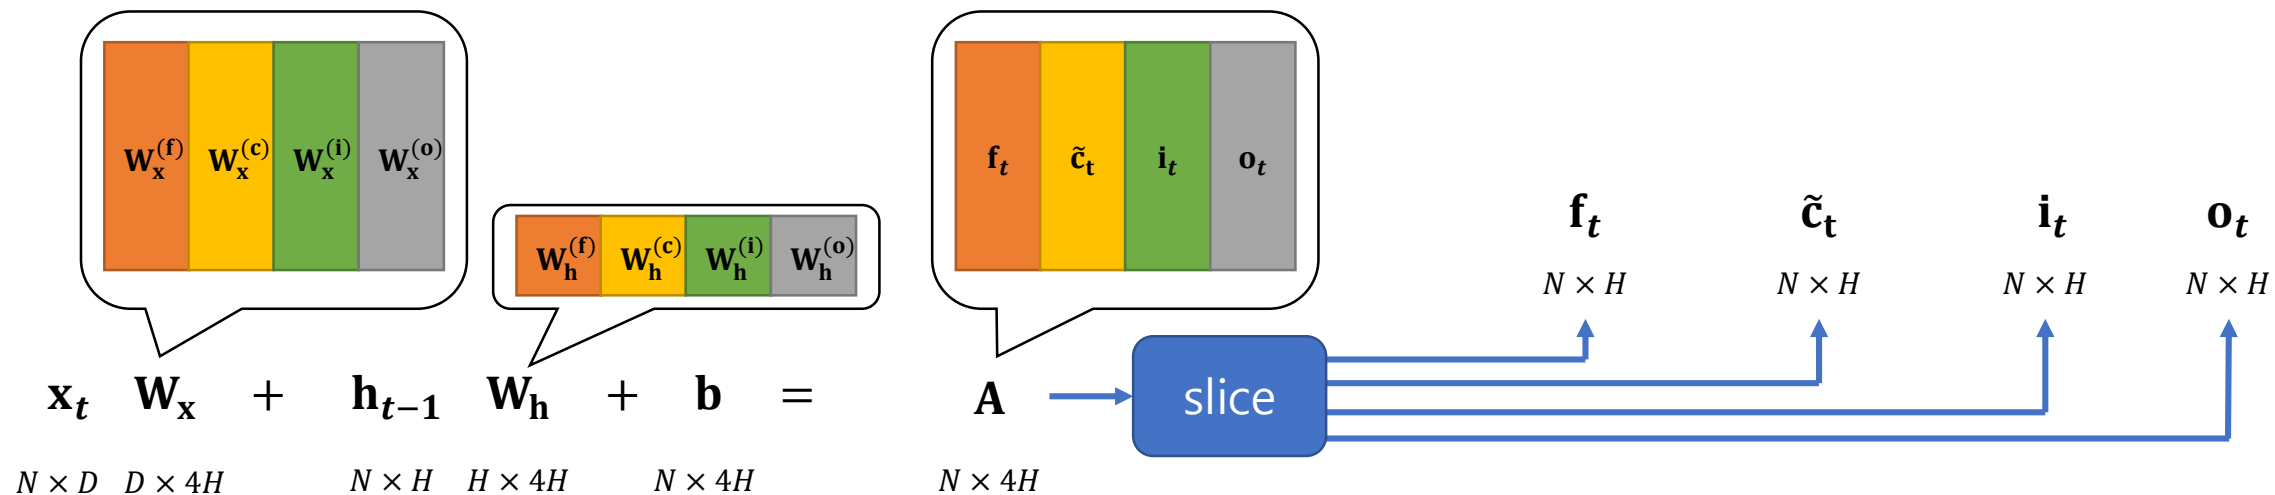 W_x^(f) W_x^(c) W_x^(i) W_x^(o)
W_h^(f) W_h^(c) W_h^(i) W_h^(o)
f_t c̃_t i_t o_t
f_t c̃_t i_t o_t
N × H N × H N × H N × H
x_t W_x + h_{t−1} W_h + b = A slice
N × D D × 4H N × H H × 4H N × 4H N × 4H